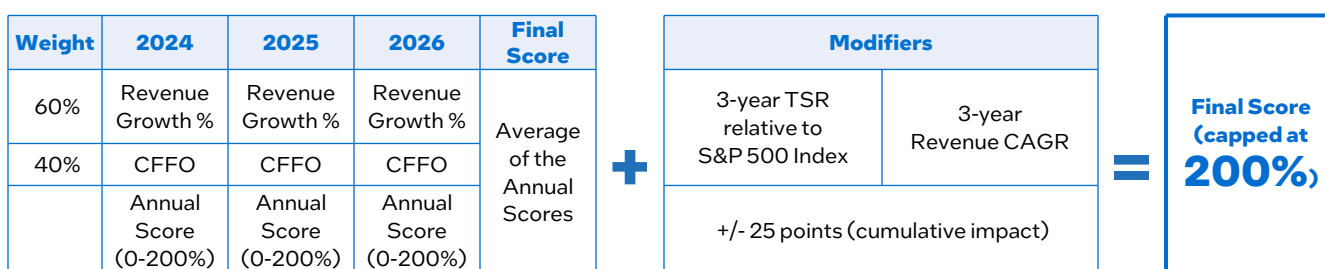 Weight 2024 2025 2026 Final Score
60% Revenue Growth % Revenue Growth % Revenue Growth % Average of the Annual Scores
40% CFFO CFFO CFFO
Annual Score (0-200%) Annual Score (0-200%) Annual Score (0-200%)
+
Modifiers
3-year TSR relative to S&P 500 Index
3-year Revenue CAGR
+/- 25 points (cumulative impact)
=
Final Score
(capped at
200%)